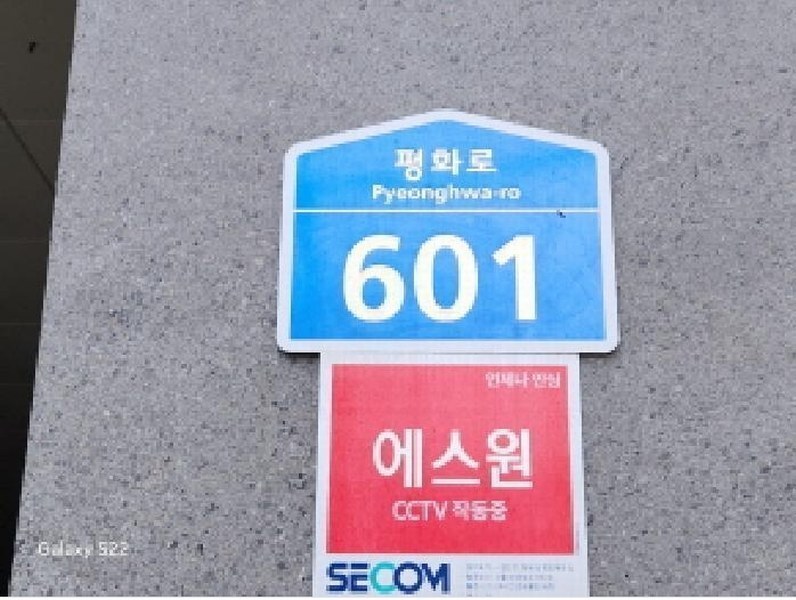 평화로
Pyeonghwa-ro
601
언제나 안심
에스원
CCTV 작동중
SECOM
Galaxy S22